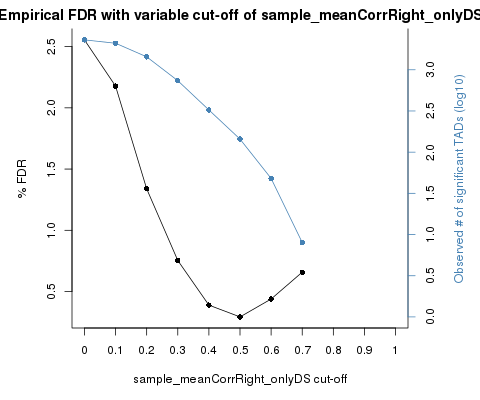 Empirical FDR with variable cut-off of sample_meanCorrRight_onlyDS
2.5
2.0
1.5
1.0
0.5
% FDR
3.0
2.5
2.0
1.5
1.0
0.5
0.0
Observed # of significant TADs (log10)
0 0.1 0.2 0.3 0.4 0.5 0.6 0.7 0.8 0.9 1
sample_meanCorrRight_onlyDS cut-off